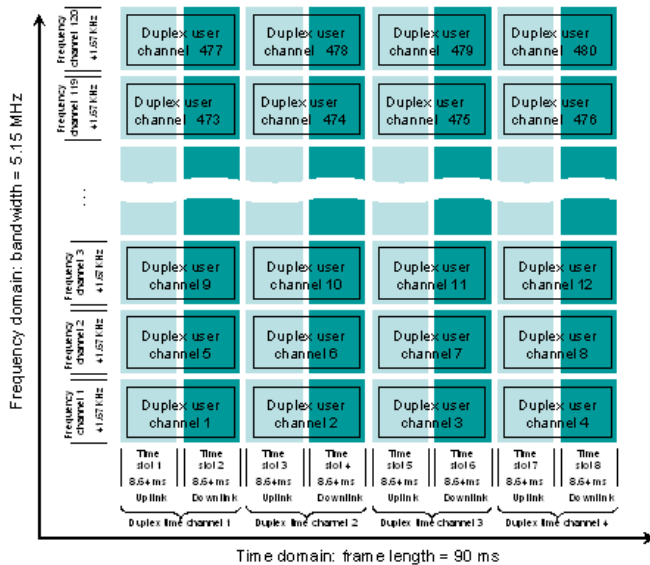 Frequency domain: bandwidth = 5.15 MHz
Frequency
channel 120
41.67 KHz
Duplex user
channel 477
Duplex user
channel 478
Duplex user
channel 479
Duplex user
channel 480
Frequency
channel 119
41.67 KHz
Duplex user
channel 473
Duplex user
channel 474
Duplex user
channel 475
Duplex user
channel 476
...
Frequency
channel 3
41.67 KHz
Duplex user
channel 9
Duplex user
channel 10
Duplex user
channel 11
Duplex user
channel 12
Frequency
channel 2
41.67 KHz
Duplex user
channel 5
Duplex user
channel 6
Duplex user
channel 7
Duplex user
channel 8
Frequency
channel 1
41.67 KHz
Duplex user
channel 1
Duplex user
channel 2
Duplex user
channel 3
Duplex user
channel 4
Time
slot 1
8.64 ms
Uplink
Time
slot 2
8.64 ms
Downlink
Time
slot 3
8.64 ms
Uplink
Time
slot 4
8.64 ms
Downlink
Time
slot 5
8.64 ms
Uplink
Time
slot 6
8.64 ms
Downlink
Time
slot 7
8.64 ms
Uplink
Time
slot 8
8.64 ms
Downlink
Duplex time channel 1
Duplex time channel 2
Duplex time channel 3
Duplex time channel 4
Time domain: frame length = 90 ms